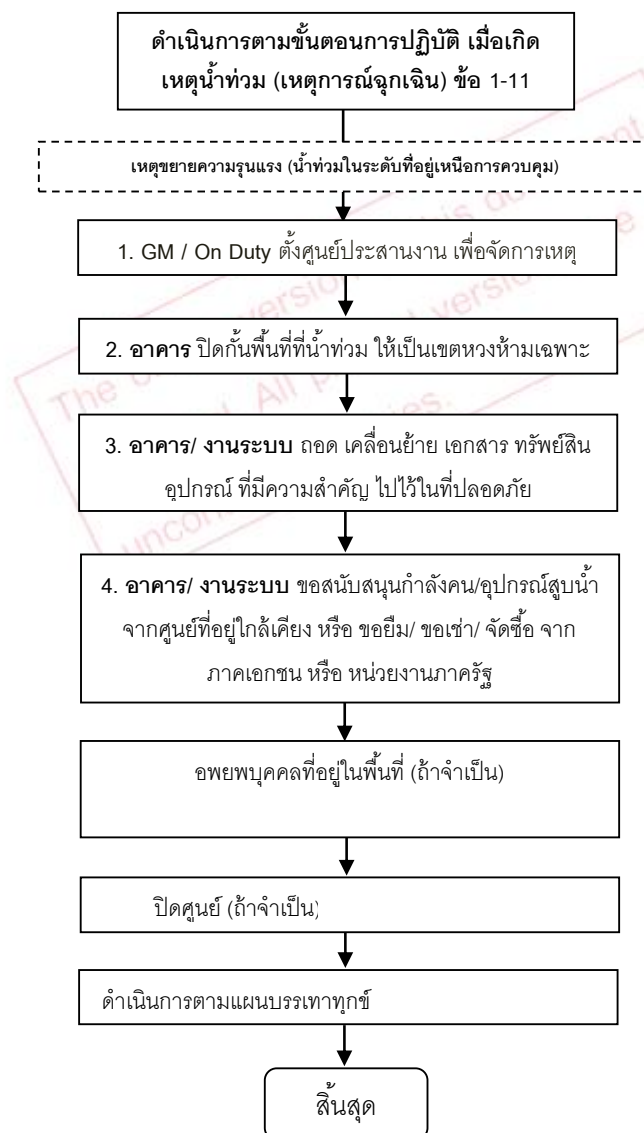 ดำเนินการตามขั้นตอนการปฏิบัติ เมื่อเกิด
เหตุน้ำท่วม (เหตุการณ์ฉุกเฉิน) ข้อ 1-11
เหตุขยายความรุนแรง (น้ำท่วมในระดับที่อยู่เหนือการควบคุม)
1. GM / On Duty ตั้งศูนย์ประสานงาน เพื่อจัดการเหตุ
2. อาคาร ปิดกั้นพื้นที่ที่น้ำท่วม ให้เป็นเขตหวงห้ามเฉพาะ
3. อาคาร/ งานระบบ ถอด เคลื่อนย้าย เอกสาร ทรัพย์สิน
อุปกรณ์ ที่มีความสำคัญ ไปไว้ในที่ปลอดภัย
4. อาคาร/ งานระบบ ขอสนับสนุนกำลังคน/อุปกรณ์สูบน้ำ
จากศูนย์ที่อยู่ใกล้เคียง หรือ ขอยืม/ ขอเช่า/ จัดซื้อ จาก
ภาคเอกชน หรือ หน่วยงานภาครัฐ
อพยพบุคคลที่อยู่ในพื้นที่ (ถ้าจำเป็น)
ปิดศูนย์ (ถ้าจำเป็น)
ดำเนินการตามแผนบรรเทาทุกข์
สิ้นสุด